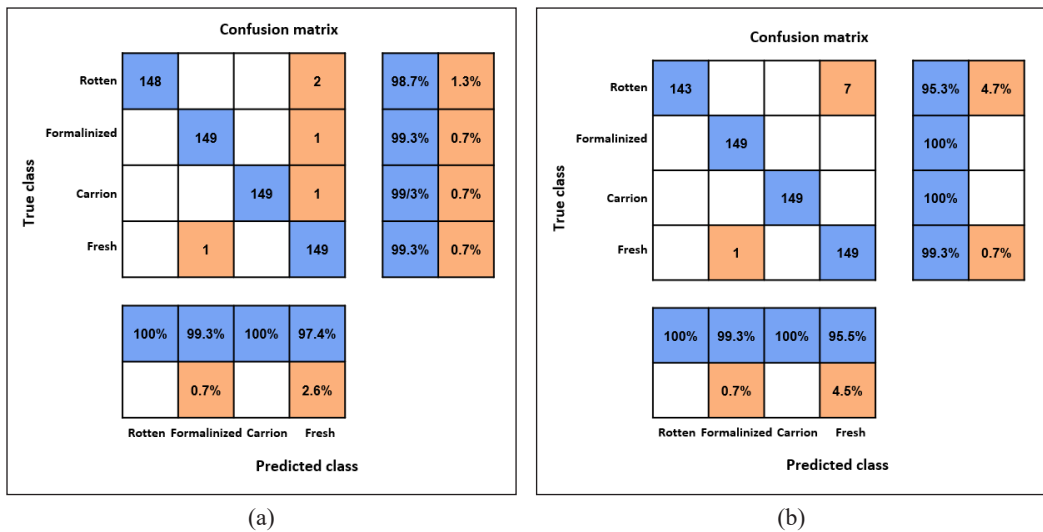 Confusion matrix
Rotten 148 2 98.7% 1.3%
Formalinized 149 1 99.3% 0.7%
Carrion 149 1 99/3% 0.7%
Fresh 1 149 99.3% 0.7%
True class
100% 99.3% 100% 97.4%
0.7% 2.6%
Rotten Formalinized Carrion Fresh
Predicted class
(a)
Confusion matrix
Rotten 143 7 95.3% 4.7%
Formalinized 149 100%
Carrion 149 100%
Fresh 1 149 99.3% 0.7%
True class
100% 99.3% 100% 95.5%
0.7% 4.5%
Rotten Formalinized Carrion Fresh
Predicted class
(b)